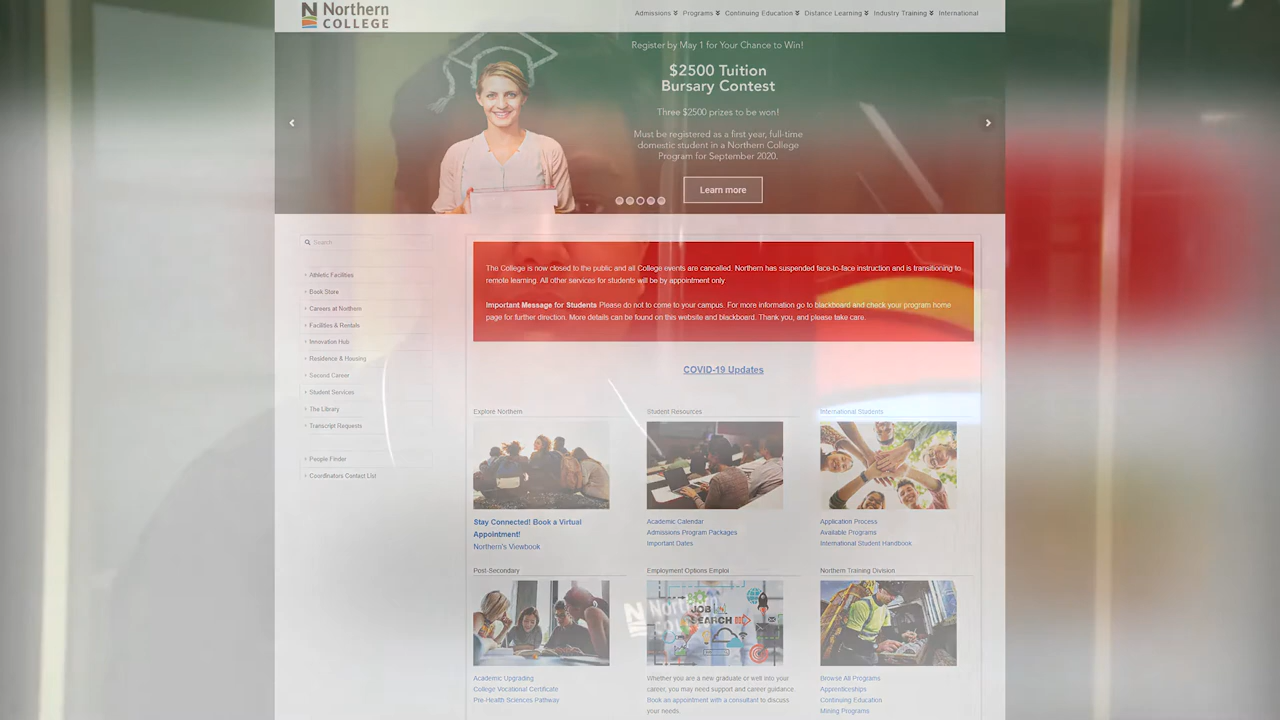 Northern
COLLEGE
Admissions Programs Continuing Education Distance Learning Industry Training International
Register by May 1 for Your Chance to Win!
$2500 Tuition
Bursary Contest
Three $2500 prizes to be won!
Must be registered as a first year, full-time
domestic student in a Northern College
Program for September 2020.
Learn more
Search
Athletic Facilities
Book Store
Careers at Northern
Facilities & Rentals
Innovation Hub
Residence & Housing
Second Career
Student Services
The Library
Transcript Requests
People Finder
Coordinators Contact List
The College is now closed to the public and all College events are cancelled. Northern has suspended face-to-face instruction and is transitioning to
remote learning. All other services for students will be by appointment only
Important Message for Students Please do not to come to your campus. For more information go to blackboard and check your program home
page for further direction. More details can be found on this website and blackboard. Thank you, and please take care.
COVID-19 Updates
Explore Northern
Stay Connected! Book a Virtual
Appointment!
Northern's Viewbook
Student Resources
Academic Calendar
Admissions Program Packages
Important Dates
International Students
Application Process
Available Programs
International Student Handbook
Post-Secondary
Academic Upgrading
College Vocational Certificate
Pre-Health Sciences Pathway
Employment Options Emploi
JOB
SEARCH
Northern
Whether you are a new graduate or well into your
career, you may need support and career guidance.
Book an appointment with a consultant to discuss
your needs.
Northern Training Division
Browse All Programs
Apprenticeships
Continuing Education
Mining Programs